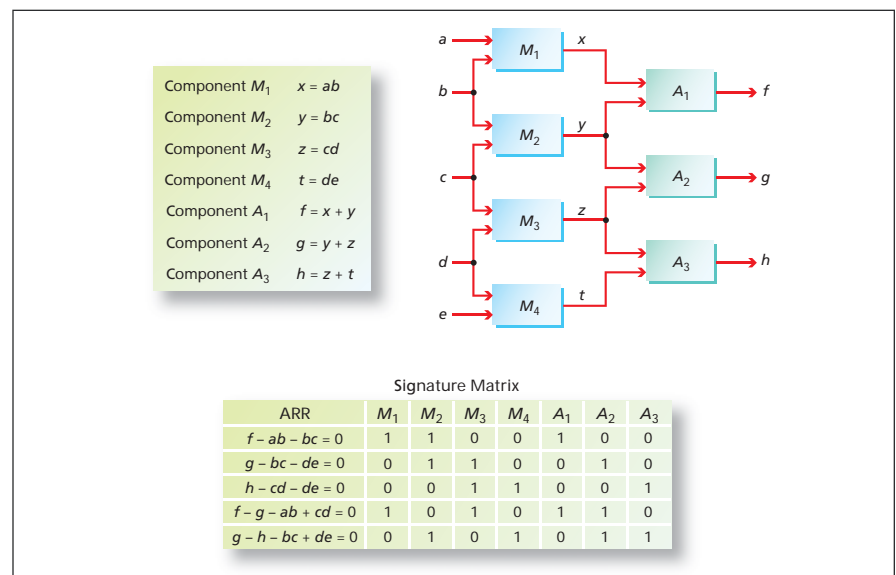 Component M1 x = ab
Component M2 y = bc
Component M3 z = cd
Component M4 t = de
Component A1 f = x + y
Component A2 g = y + z
Component A3 h = z + t
a
b
c
d
e
M1
M2
M3
M4
x
y
z
t
A1
A2
A3
f
g
h
Signature Matrix
ARR M1 M2 M3 M4 A1 A2 A3
f – ab – bc = 0 1 1 0 0 1 0 0
g – bc – de = 0 0 1 1 0 0 1 0
h – cd – de = 0 0 0 1 1 0 0 1
f – g – ab + cd = 0 1 0 1 0 1 1 0
g – h – bc + de = 0 0 1 0 1 0 1 1